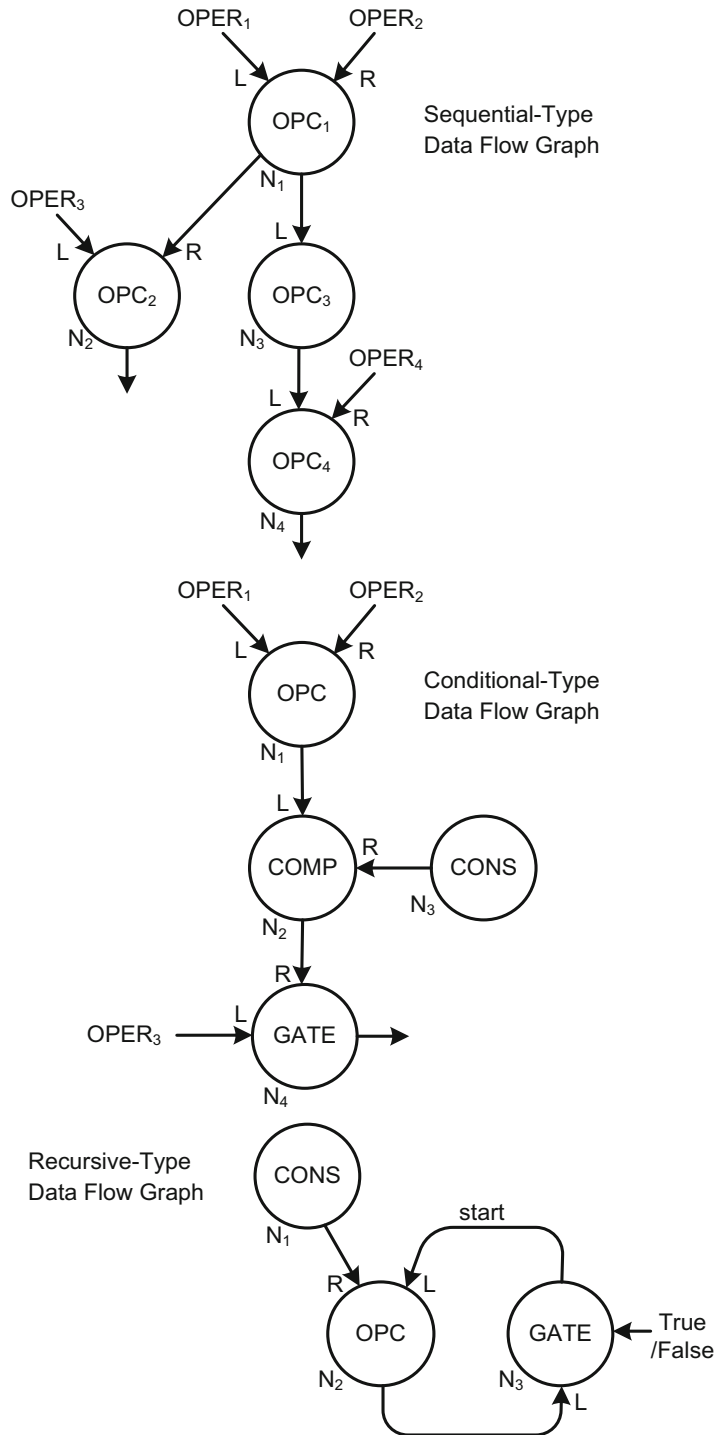 OPER₁
OPER₂
L
R
OPC₁
Sequential-Type
Data Flow Graph
N₁
OPER₃
L
R
L
OPC₂
OPC₃
N₂
N₃
OPER₄
L
R
OPC₄
N₄
OPER₁
OPER₂
L
R
OPC
Conditional-Type
Data Flow Graph
N₁
L
R
COMP
CONS
N₃
N₂
R
L
OPER₃
GATE
N₄
Recursive-Type
Data Flow Graph
CONS
N₁
start
R
L
OPC
GATE
True
/False
N₂
N₃
L